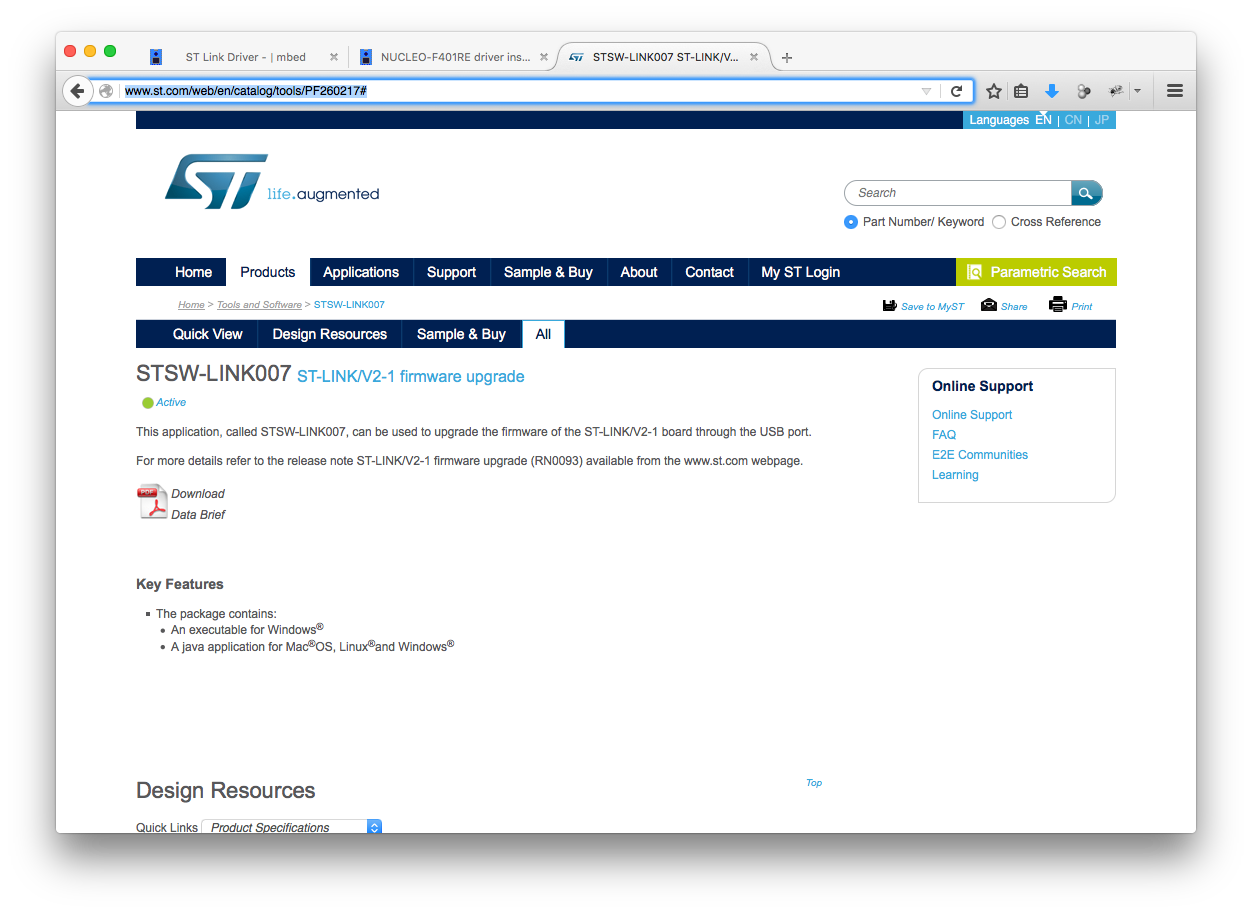 ST Link Driver - | mbed
NUCLEO-F401RE driver ins...
STSW-LINK007 ST-LINK/V...
www.st.com/web/en/catalog/tools/PF260217#
Languages EN | CN | JP
ST life.augmented
Search
Part Number/ Keyword Cross Reference
Home Products Applications Support Sample & Buy About Contact My ST Login Parametric Search
Home > Tools and Software > STSW-LINK007
Save to MyST Share Print
Quick View Design Resources Sample & Buy All
STSW-LINK007 ST-LINK/V2-1 firmware upgrade
Active
This application, called STSW-LINK007, can be used to upgrade the firmware of the ST-LINK/V2-1 board through the USB port.
For more details refer to the release note ST-LINK/V2-1 firmware upgrade (RN0093) available from the www.st.com webpage.
PDF
Download
Data Brief
Online Support
Online Support
FAQ
E2E Communities
Learning
Key Features
The package contains:
An executable for Windows®
A java application for Mac®OS, Linux®and Windows®
Design Resources
Top
Quick Links Product Specifications